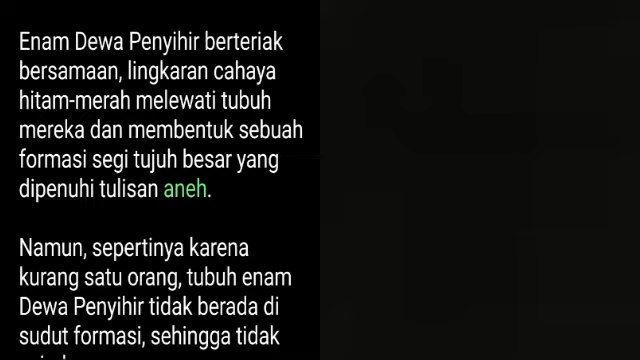 Enam Dewa Penyihir berteriak
bersamaan, lingkaran cahaya
hitam-merah melewati tubuh
mereka dan membentuk sebuah
formasi segi tujuh besar yang
dipenuhi tulisan aneh.
Namun, sepertinya karena
kurang satu orang, tubuh enam
Dewa Penyihir tidak berada di
sudut formasi, sehingga tidak